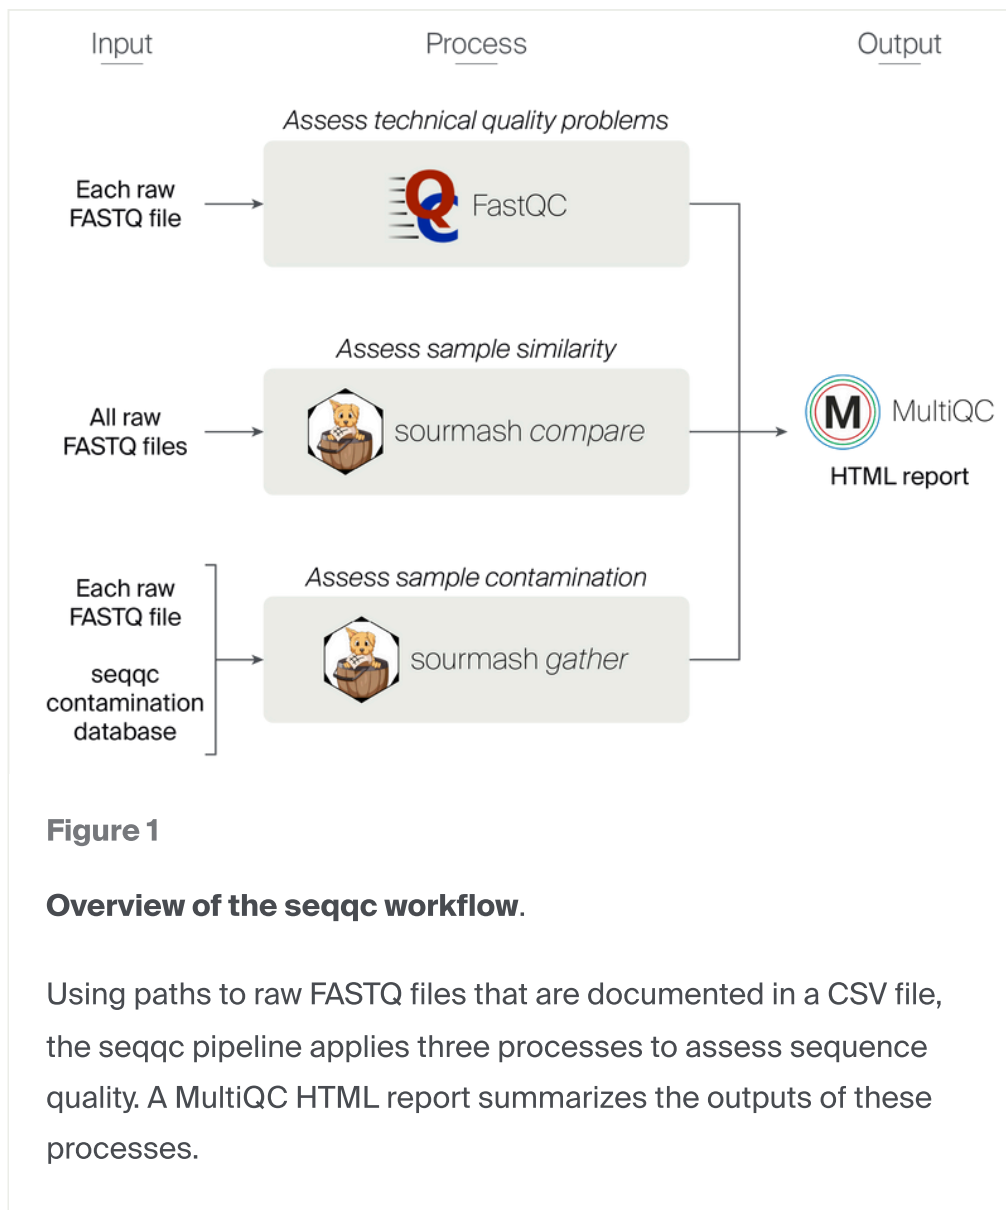 Input
Process
Output
Assess technical quality problems
Each raw
FASTQ file
QC FastQC
Assess sample similarity
All raw
FASTQ files
sourmash compare
M MultiQC
HTML report
Assess sample contamination
Each raw
FASTQ file
seqqc
contamination
database
sourmash gather
Figure 1
Overview of the seqqc workflow.
Using paths to raw FASTQ files that are documented in a CSV file,
the seqqc pipeline applies three processes to assess sequence
quality. A MultiQC HTML report summarizes the outputs of these
processes.